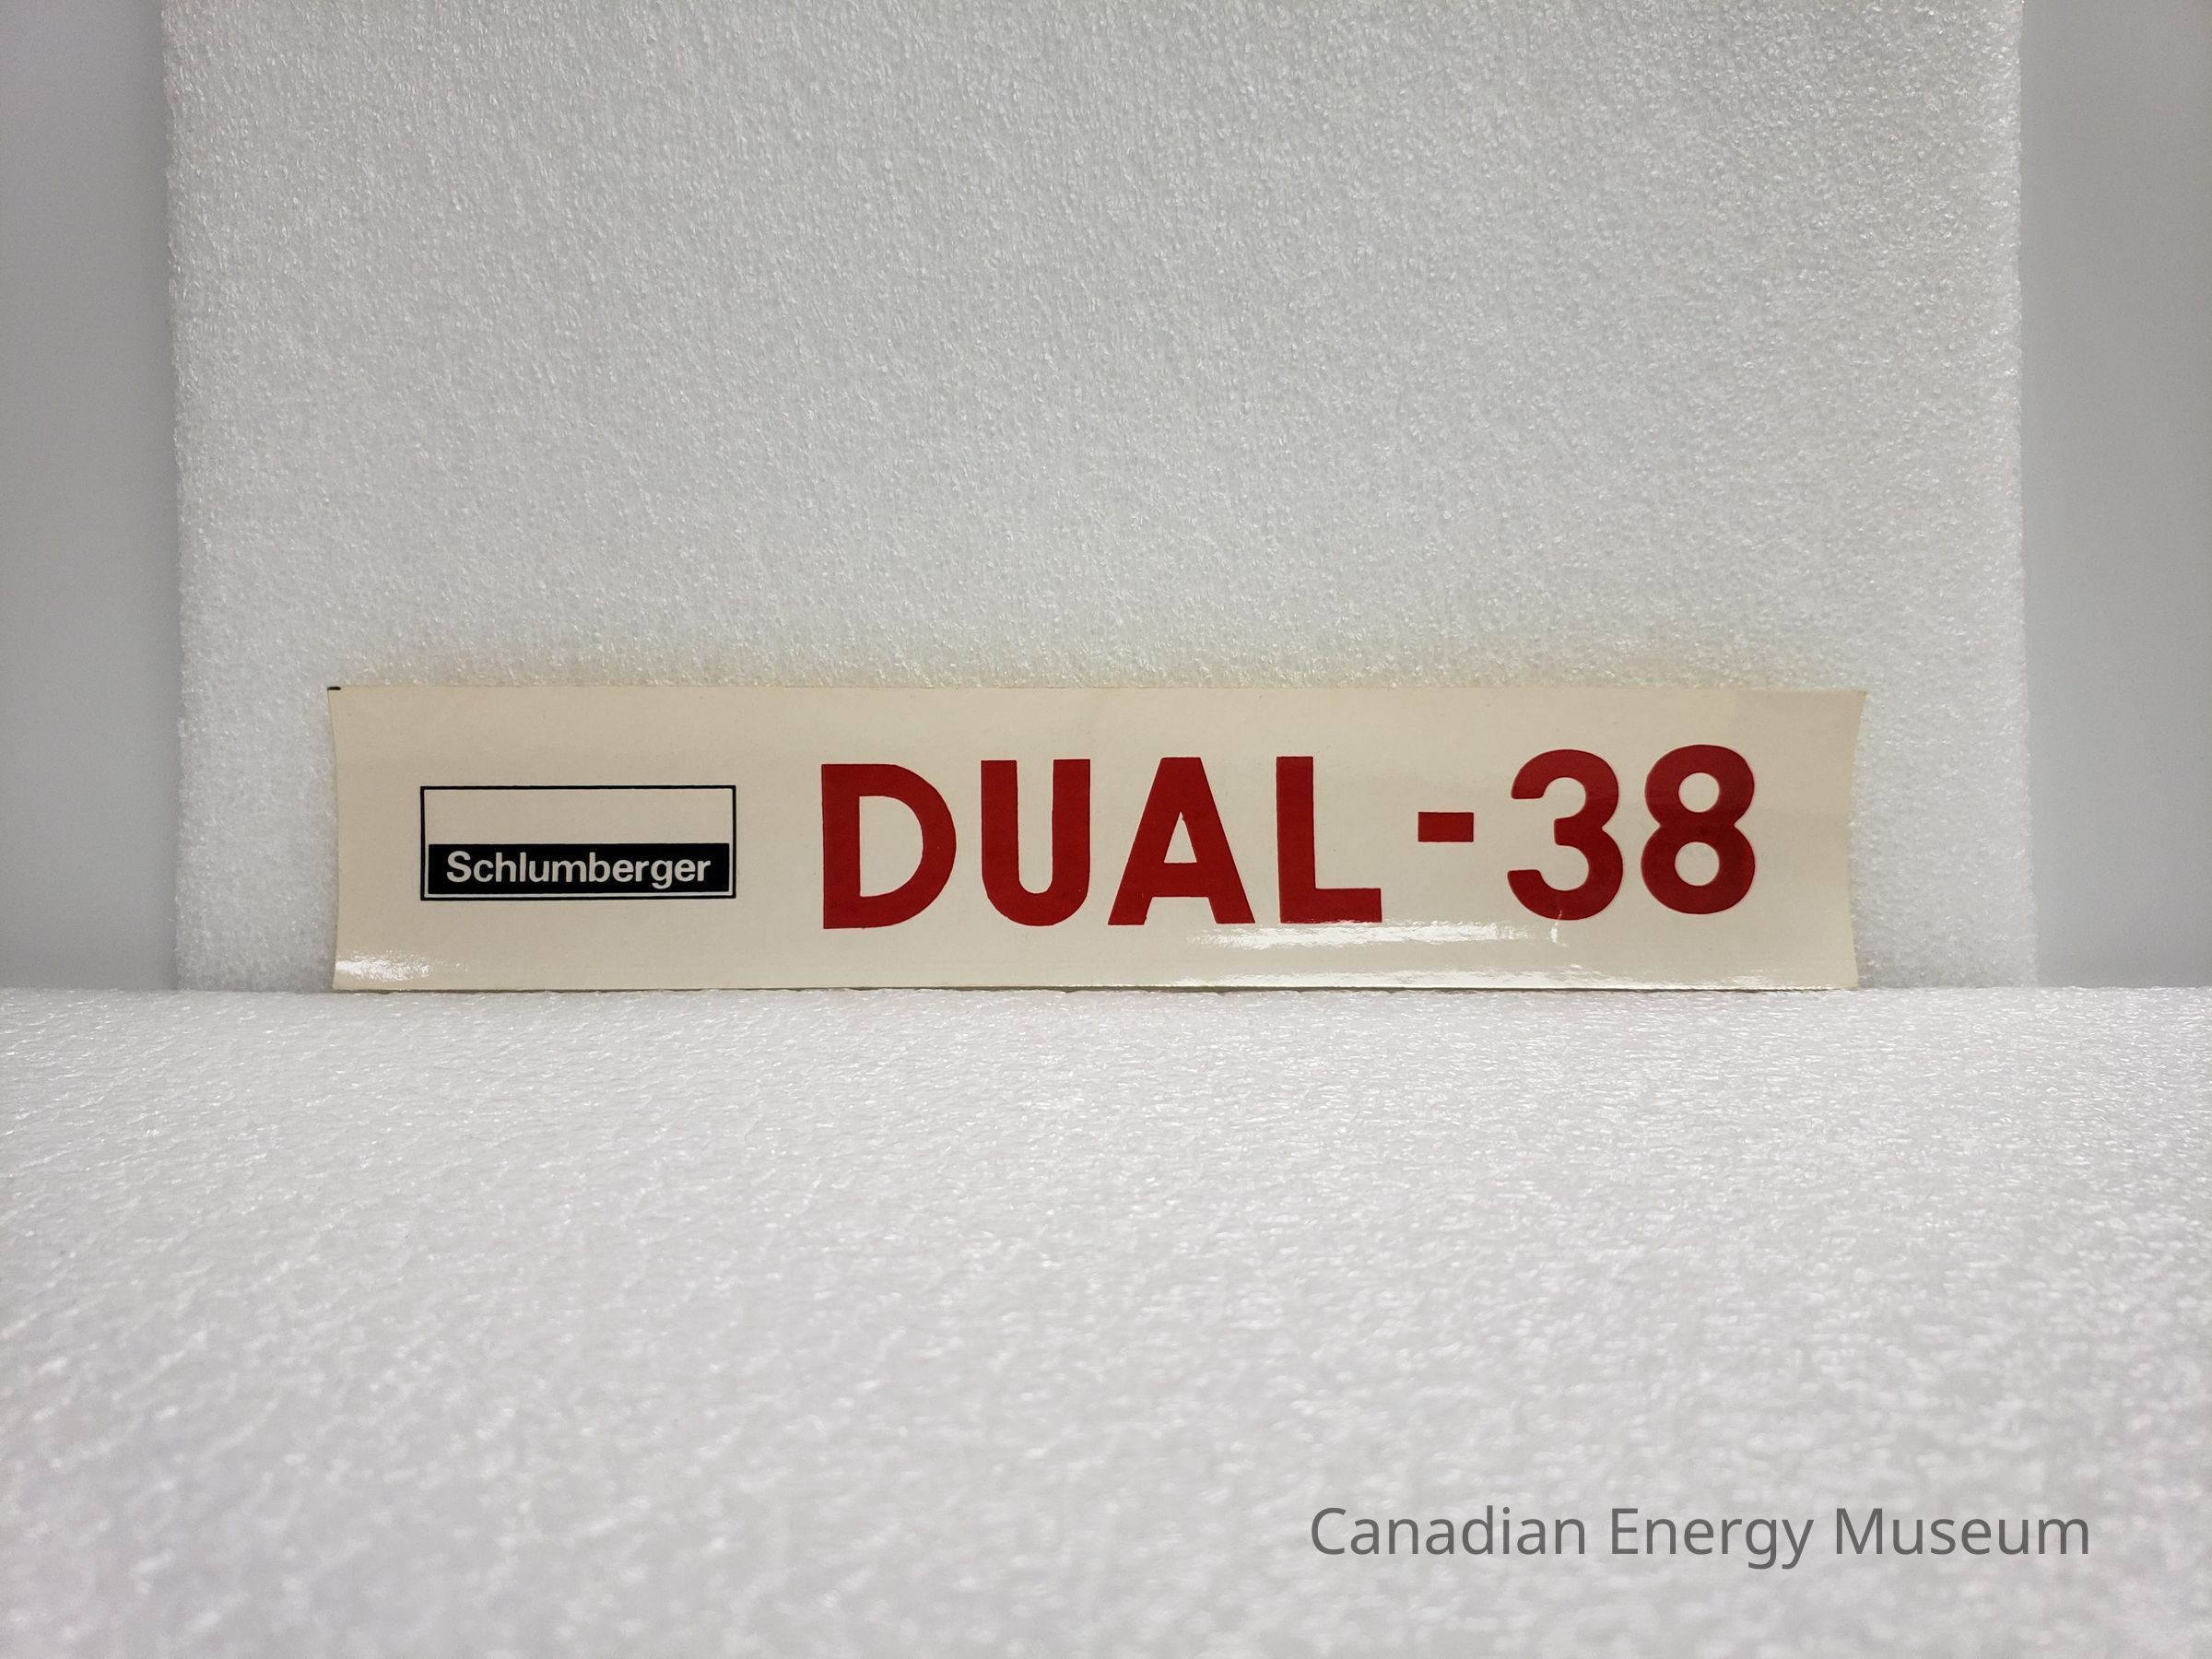 Schlumberger DUAL-38
Canadian Energy Museum